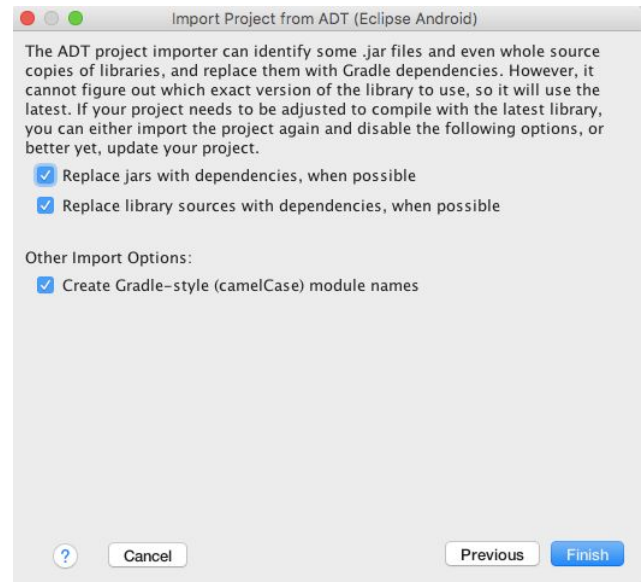 Import Project from ADT (Eclipse Android)
The ADT project importer can identify some .jar files and even whole source
copies of libraries, and replace them with Gradle dependencies. However, it
cannot figure out which exact version of the library to use, so it will use the
latest. If your project needs to be adjusted to compile with the latest library,
you can either import the project again and disable the following options, or
better yet, update your project.
Replace jars with dependencies, when possible
Replace library sources with dependencies, when possible
Other Import Options:
Create Gradle-style (camelCase) module names
? Cancel Previous Finish